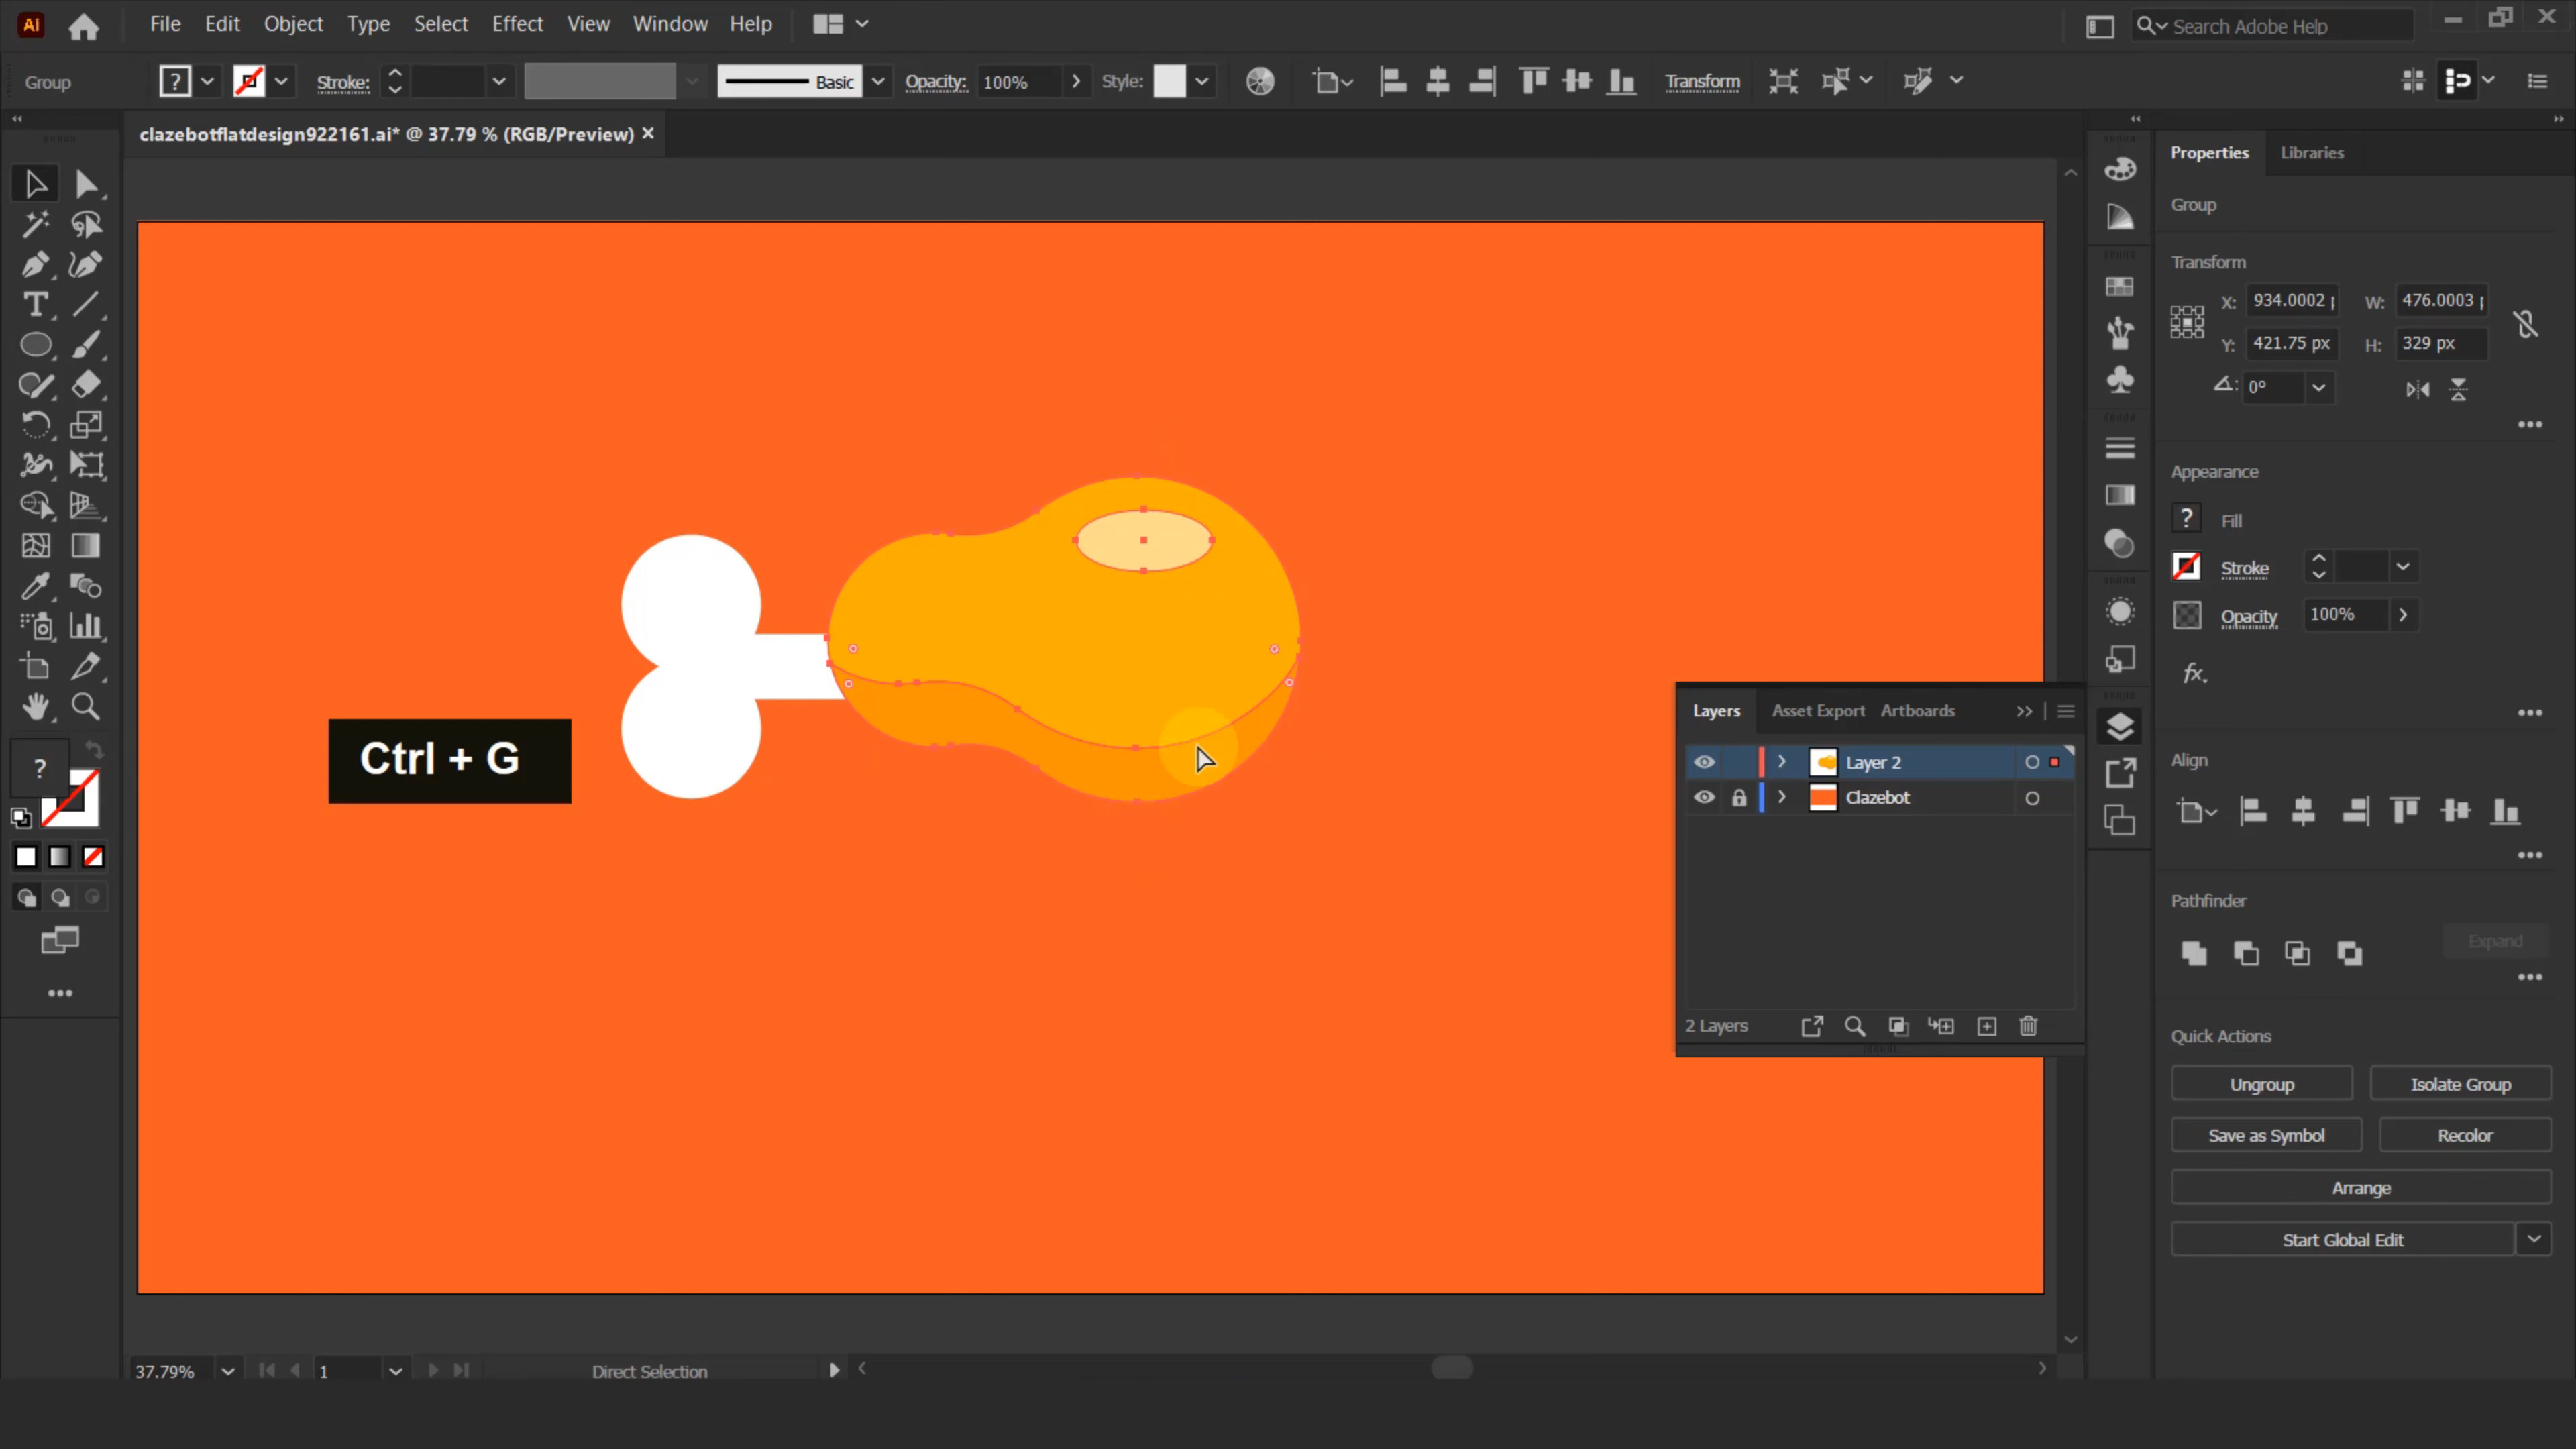 Ai File Edit Object Type Select Effect View Window Help Search Adobe Help
Group ? Stroke: Basic Opacity: 100% Style: Transform
clazebotflatdesign922161.ai* @ 37.79 % (RGB/Preview)
Properties Libraries
Group
Transform
X: 934.0002 W: 476.0003
Y: 421.75 px H: 329 px
0°
Appearance
? Fill
Stroke
Opacity 100%
fx.
Layers Asset Export Artboards
Layer 2
Clazebot
2 Layers
Ctrl + G
?
Align
Pathfinder
Expand
Quick Actions
Ungroup Isolate Group
Save as Symbol Recolor
Arrange
Start Global Edit
37.79% 1 Direct Selection